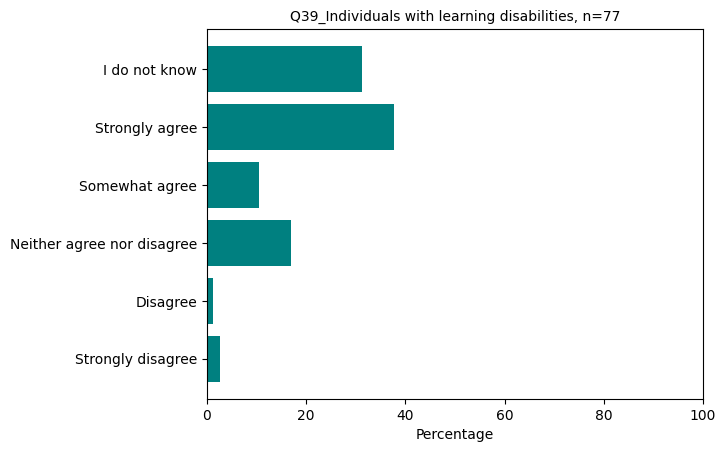 Q39_Individuals with learning disabilities, n=77
I do not know
Strongly agree
Somewhat agree
Neither agree nor disagree
Disagree
Strongly disagree
0 20 40 60 80 100
Percentage